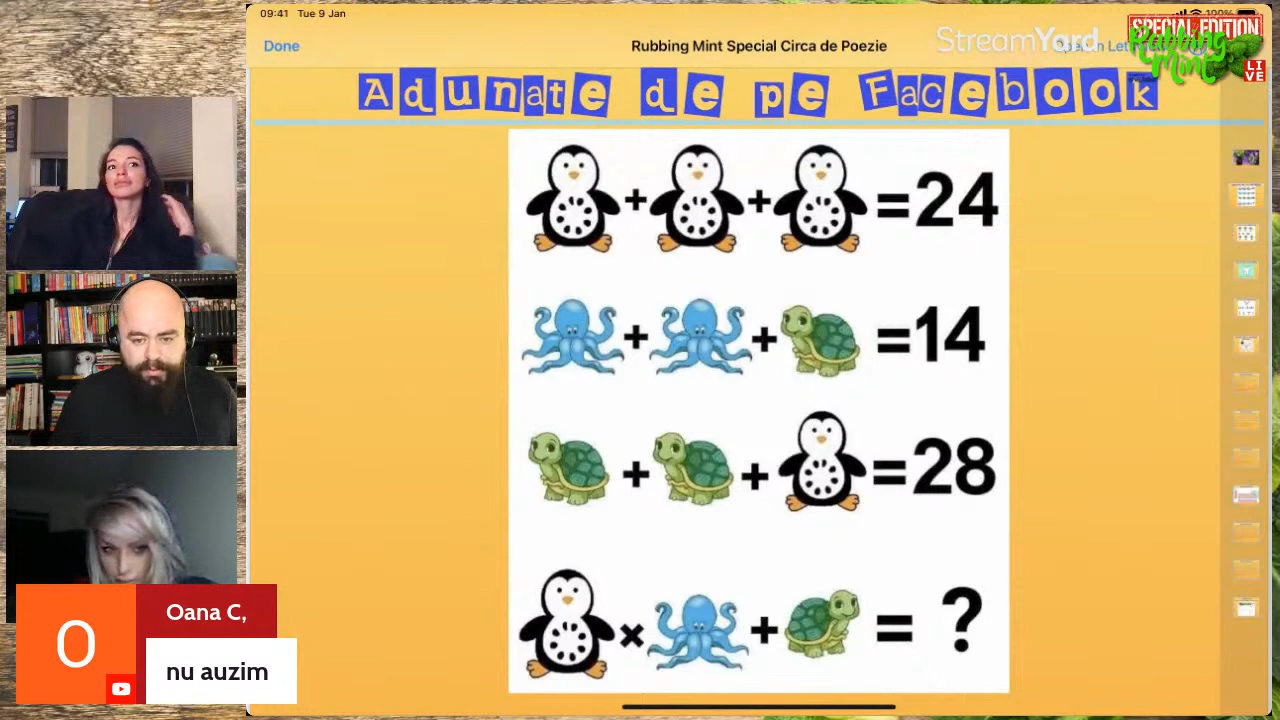 09:41 Tue 9 Jan
100%
Done
Rubbing Mint Special Circa de Poezie
StreamYard
SPECIAL EDITION
Rubbing Mint
LIVE
Adunate de pe Facebook
++=24
++=14
++=28
×+=?
Oana C,
O
nu auzim